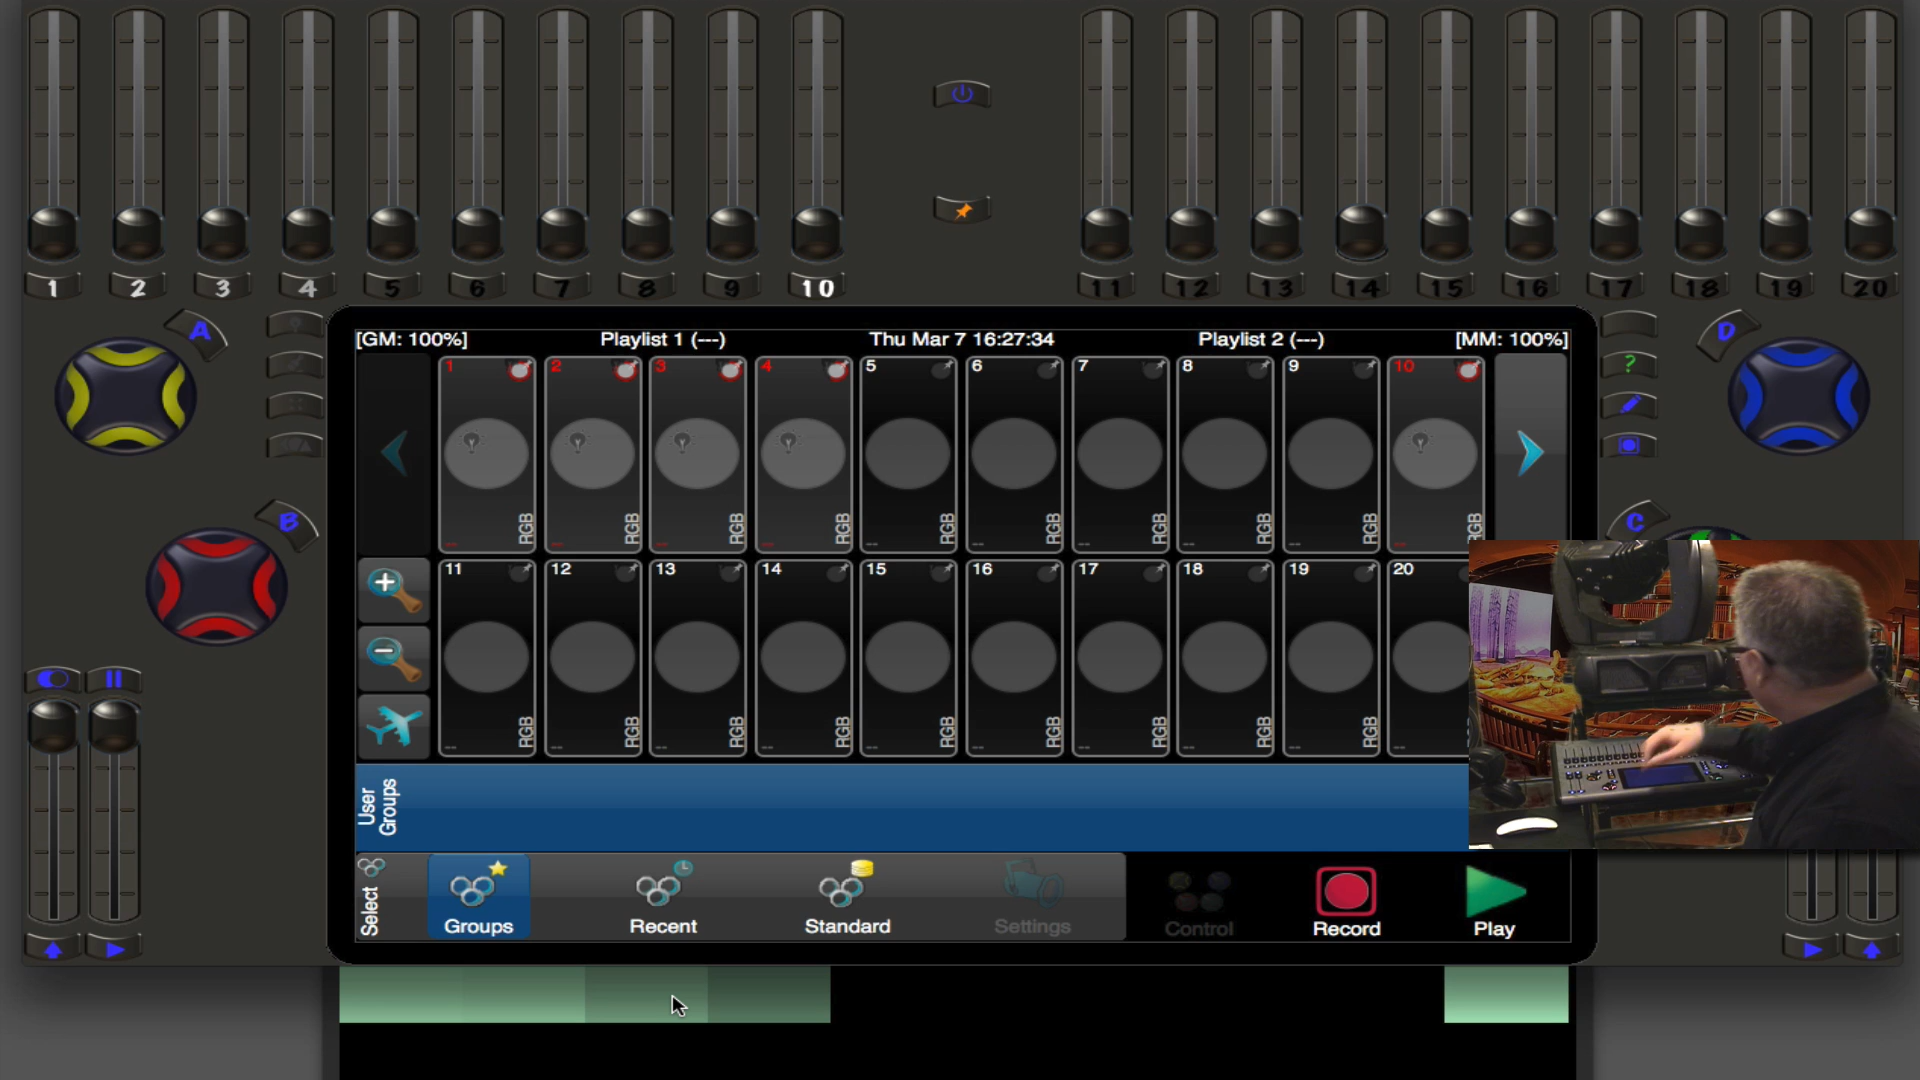 1 2 3 4 5 6 7 8 9 10 11 12 13 14 15 16 17 18 19 20
A D
[GM: 100%] Playlist 1 (---) Thu Mar 7 16:27:34 Playlist 2 (---) [MM: 100%]
1 2 3 4 5 6 7 8 9 10
?
B C
-- RGB -- RGB -- RGB -- RGB -- RGB -- RGB -- RGB -- RGB -- RGB -- RGB
11 12 13 14 15 16 17 18 19 20
-- RGB -- RGB -- RGB -- RGB -- RGB -- RGB -- RGB -- RGB -- RGB --
User
Groups
Select
Groups Recent Standard Settings Control Record Play